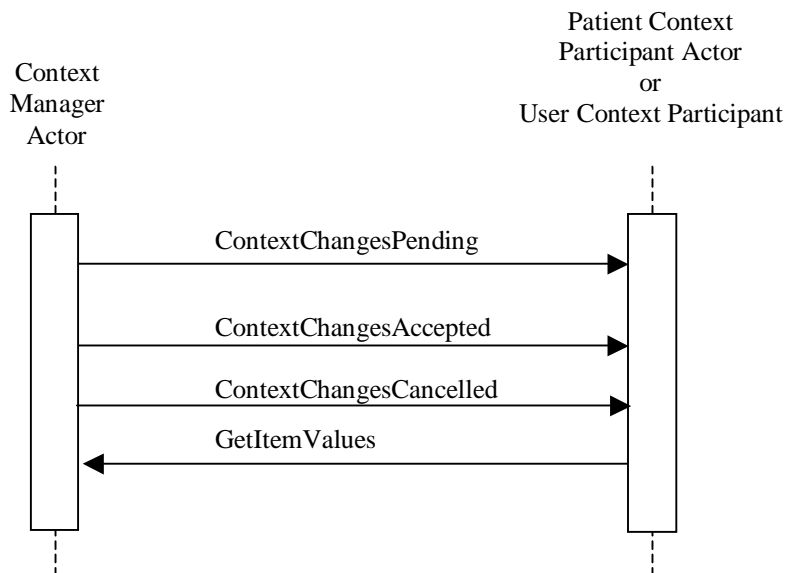 Patient Context
Participant Actor
or
User Context Participant
Context
Manager
Actor
ContextChangesPending
ContextChangesAccepted
ContextChangesCancelled
GetItemValues